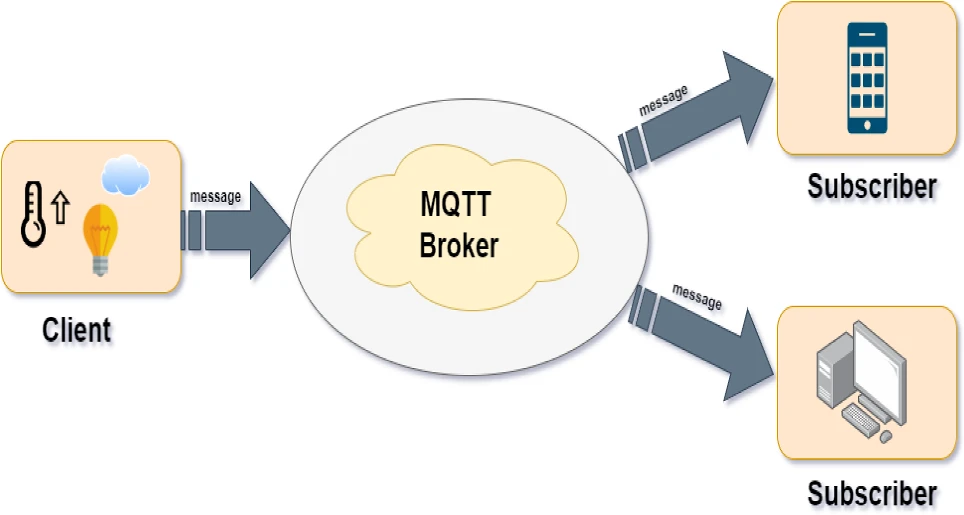 Client
message
MQTT
Broker
message
Subscriber
message
Subscriber